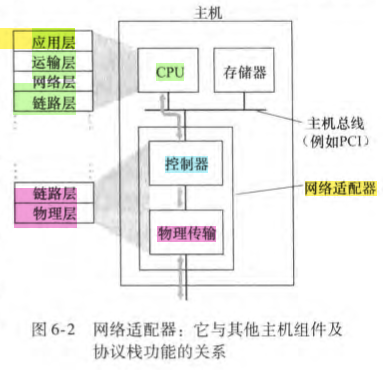 主机
应用层
运输层
网络层
链路层
CPU
存储器
主机总线
（例如PCI）
控制器
网络适配器
链路层
物理层
物理传输
图 6-2 网络适配器：它与其他主机组件及
协议栈功能的关系